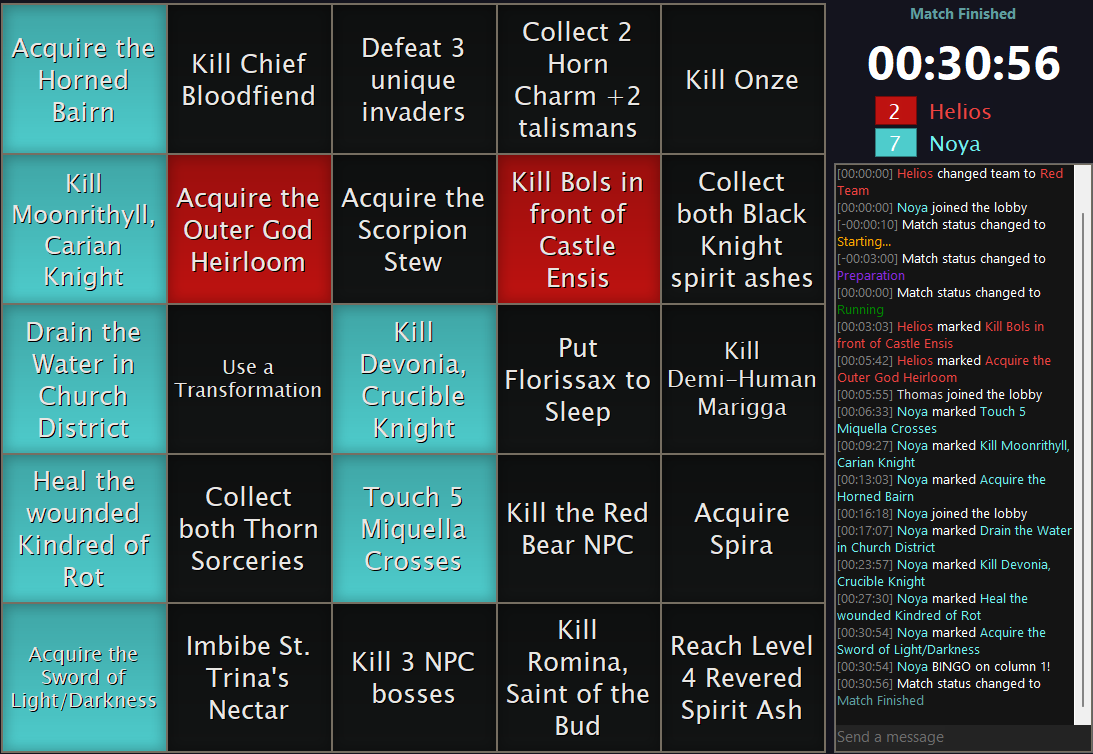 Acquire the
Horned
Bairn
Kill Chief
Bloodfiend
Defeat 3
unique
invaders
Collect 2
Horn
Charm +2
talismans
Kill Onze
Kill
Moonrithyll,
Carian
Knight
Acquire the
Outer God
Heirloom
Acquire the
Scorpion
Stew
Kill Bols in
front of
Castle
Ensis
Collect
both Black
Knight
spirit ashes
Drain the
Water in
Church
District
Use a
Transformation
Kill
Devonia,
Crucible
Knight
Put
Florissax to
Sleep
Kill
Demi-Human
Marigga
Heal the
wounded
Kindred of
Rot
Collect
both Thorn
Sorceries
Touch 5
Miquella
Crosses
Kill the Red
Bear NPC
Acquire
Spira
Acquire the
Sword of
Light/Darkness
Imbibe St.
Trina's
Nectar
Kill 3 NPC
bosses
Kill
Romina,
Saint of the
Bud
Reach Level
4 Revered
Spirit Ash
Match Finished
00:30:56
2 Helios
7 Noya
[00:00:00] Helios changed team to Red
Team
[00:00:00] Noya joined the lobby
[-00:00:10] Match status changed to
Starting...
[-00:03:00] Match status changed to
Preparation
[00:00:00] Match status changed to
Running
[00:03:03] Helios marked Kill Bols in
front of Castle Ensis
[00:05:42] Helios marked Acquire the
Outer God Heirloom
[00:05:55] Thomas joined the lobby
[00:06:33] Noya marked Touch 5
Miquella Crosses
[00:09:27] Noya marked Kill Moonrithyll,
Carian Knight
[00:13:03] Noya marked Acquire the
Horned Bairn
[00:16:18] Noya joined the lobby
[00:17:07] Noya marked Drain the Water
in Church District
[00:23:57] Noya marked Kill Devonia,
Crucible Knight
[00:27:30] Noya marked Heal the
wounded Kindred of Rot
[00:30:54] Noya marked Acquire the
Sword of Light/Darkness
[00:30:54] Noya BINGO on column 1!
[00:30:56] Match status changed to
Match Finished
Send a message